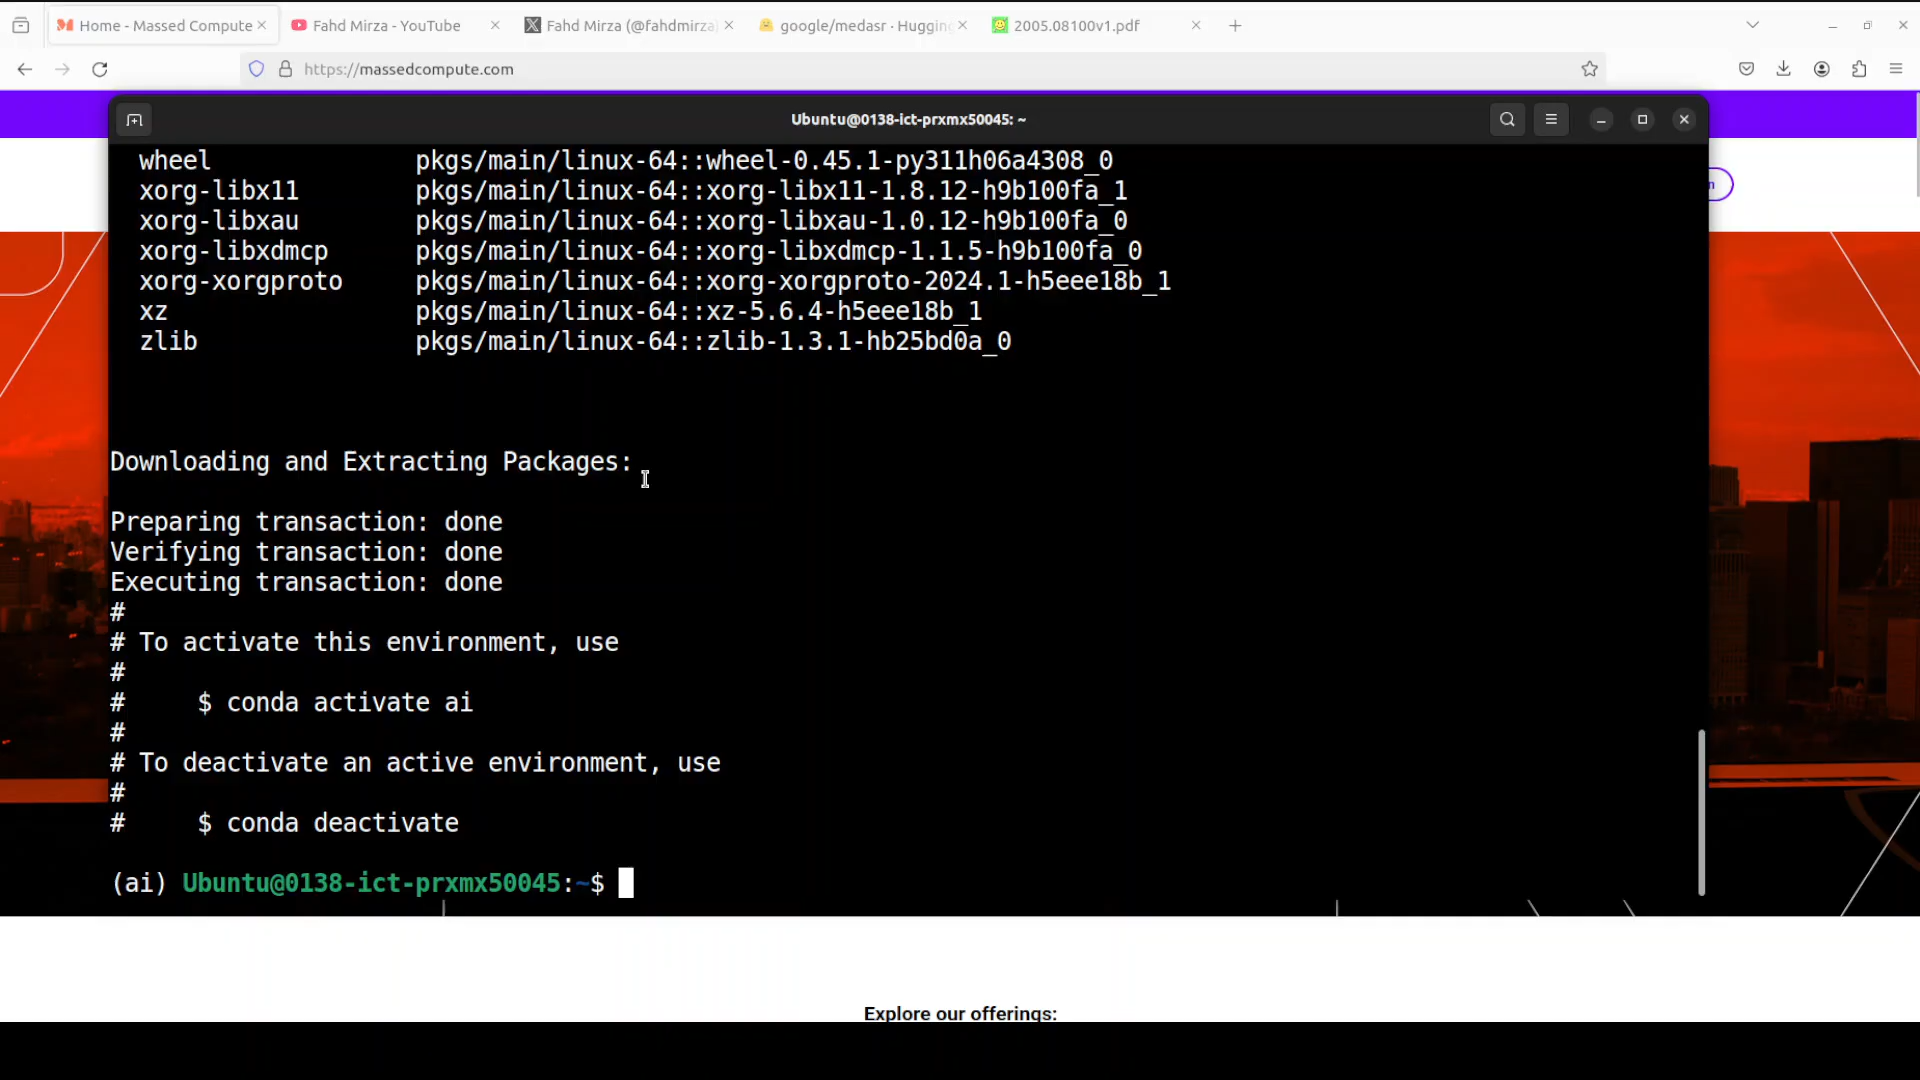 Home - Massed Compute
Fahd Mirza - YouTube
Fahd Mirza (@fahdmirza)
google/medasr · Hugging
2005.08100v1.pdf
https://massedcompute.com
Ubuntu@0138-ict-prxmx50045: ~
wheel pkgs/main/linux-64::wheel-0.45.1-py311h06a4308_0
xorg-libx11 pkgs/main/linux-64::xorg-libx11-1.8.12-h9b100fa_1
xorg-libxau pkgs/main/linux-64::xorg-libxau-1.0.12-h9b100fa_0
xorg-libxdmcp pkgs/main/linux-64::xorg-libxdmcp-1.1.5-h9b100fa_0
xorg-xorgproto pkgs/main/linux-64::xorg-xorgproto-2024.1-h5eee18b_1
xz pkgs/main/linux-64::xz-5.6.4-h5eee18b_1
zlib pkgs/main/linux-64::zlib-1.3.1-hb25bd0a_0
Downloading and Extracting Packages:
Preparing transaction: done
Verifying transaction: done
Executing transaction: done
#
# To activate this environment, use
#
# $ conda activate ai
#
# To deactivate an active environment, use
#
# $ conda deactivate
(ai) Ubuntu@0138-ict-prxmx50045:~$
Explore our offerings: